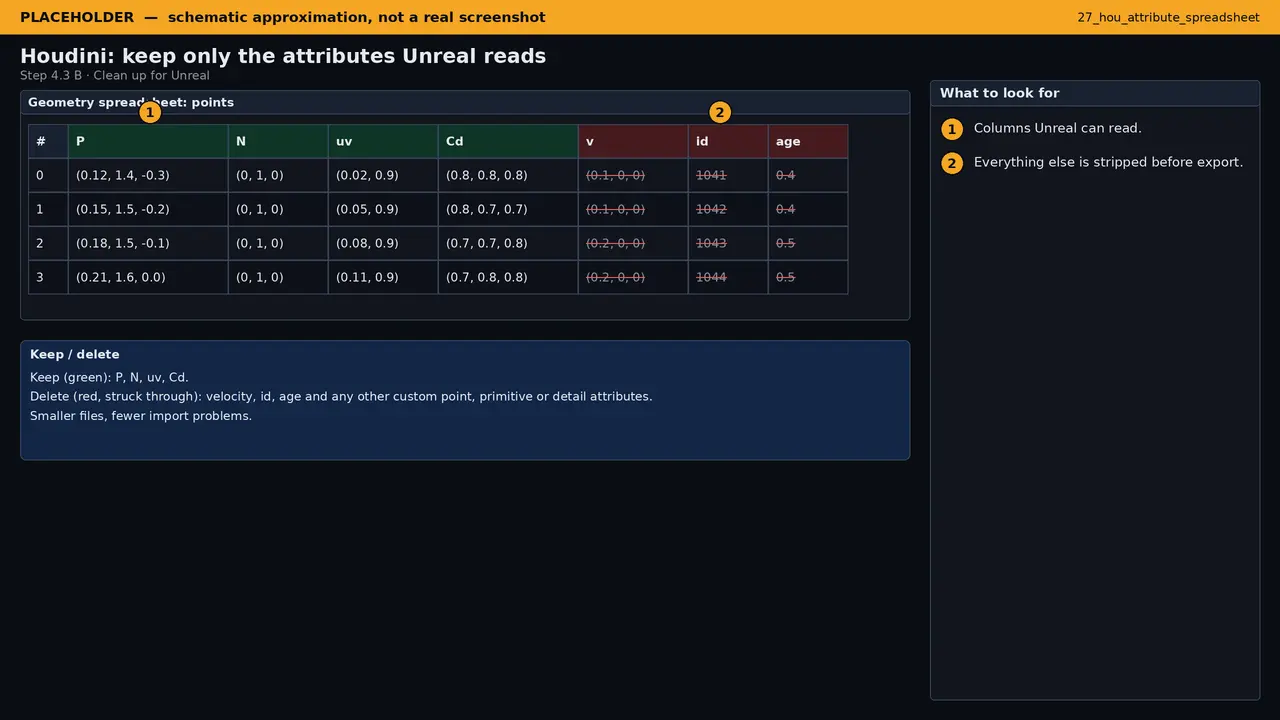 PLACEHOLDER — schematic approximation, not a real screenshot
27_hou_attribute_spreadsheet
Houdini: keep only the attributes Unreal reads
Step 4.3 B · Clean up for Unreal
Geometry spreadsheet: points
1
2
# P N uv Cd v id age
0 (0.12, 1.4, -0.3) (0, 1, 0) (0.02, 0.9) (0.8, 0.8, 0.8) (0.1, 0, 0) 1041 0.4
1 (0.15, 1.5, -0.2) (0, 1, 0) (0.05, 0.9) (0.8, 0.7, 0.7) (0.1, 0, 0) 1042 0.4
2 (0.18, 1.5, -0.1) (0, 1, 0) (0.08, 0.9) (0.7, 0.7, 0.8) (0.2, 0, 0) 1043 0.5
3 (0.21, 1.6, 0.0) (0, 1, 0) (0.11, 0.9) (0.7, 0.8, 0.8) (0.2, 0, 0) 1044 0.5
Keep / delete
Keep (green): P, N, uv, Cd.
Delete (red, struck through): velocity, id, age and any other custom point, primitive or detail attributes.
Smaller files, fewer import problems.
What to look for
1 Columns Unreal can read.
2 Everything else is stripped before export.